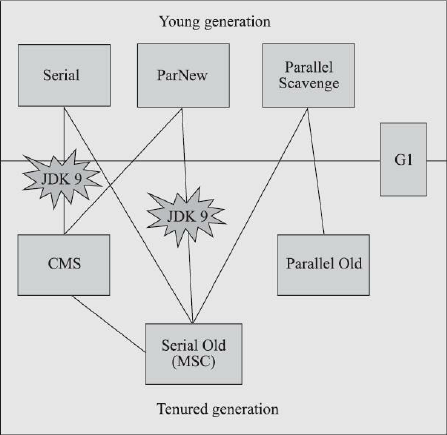 Young generation
Serial
ParNew
Parallel
Scavenge
G1
JDK 9
JDK 9
CMS
Parallel Old
Serial Old
(MSC)
Tenured generation